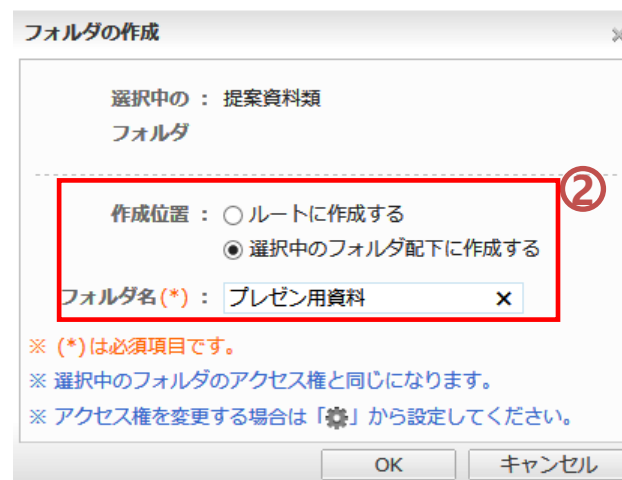 フォルダの作成
選択中の : 提案資料類
フォルダ
②
作成位置 : ルートに作成する
選択中のフォルダ配下に作成する
フォルダ名(*) : プレゼン用資料 ×
※ (*)は必須項目です。
※ 選択中のフォルダのアクセス権と同じになります。
※ アクセス権を変更する場合は「」から設定してください。
OK キャンセル